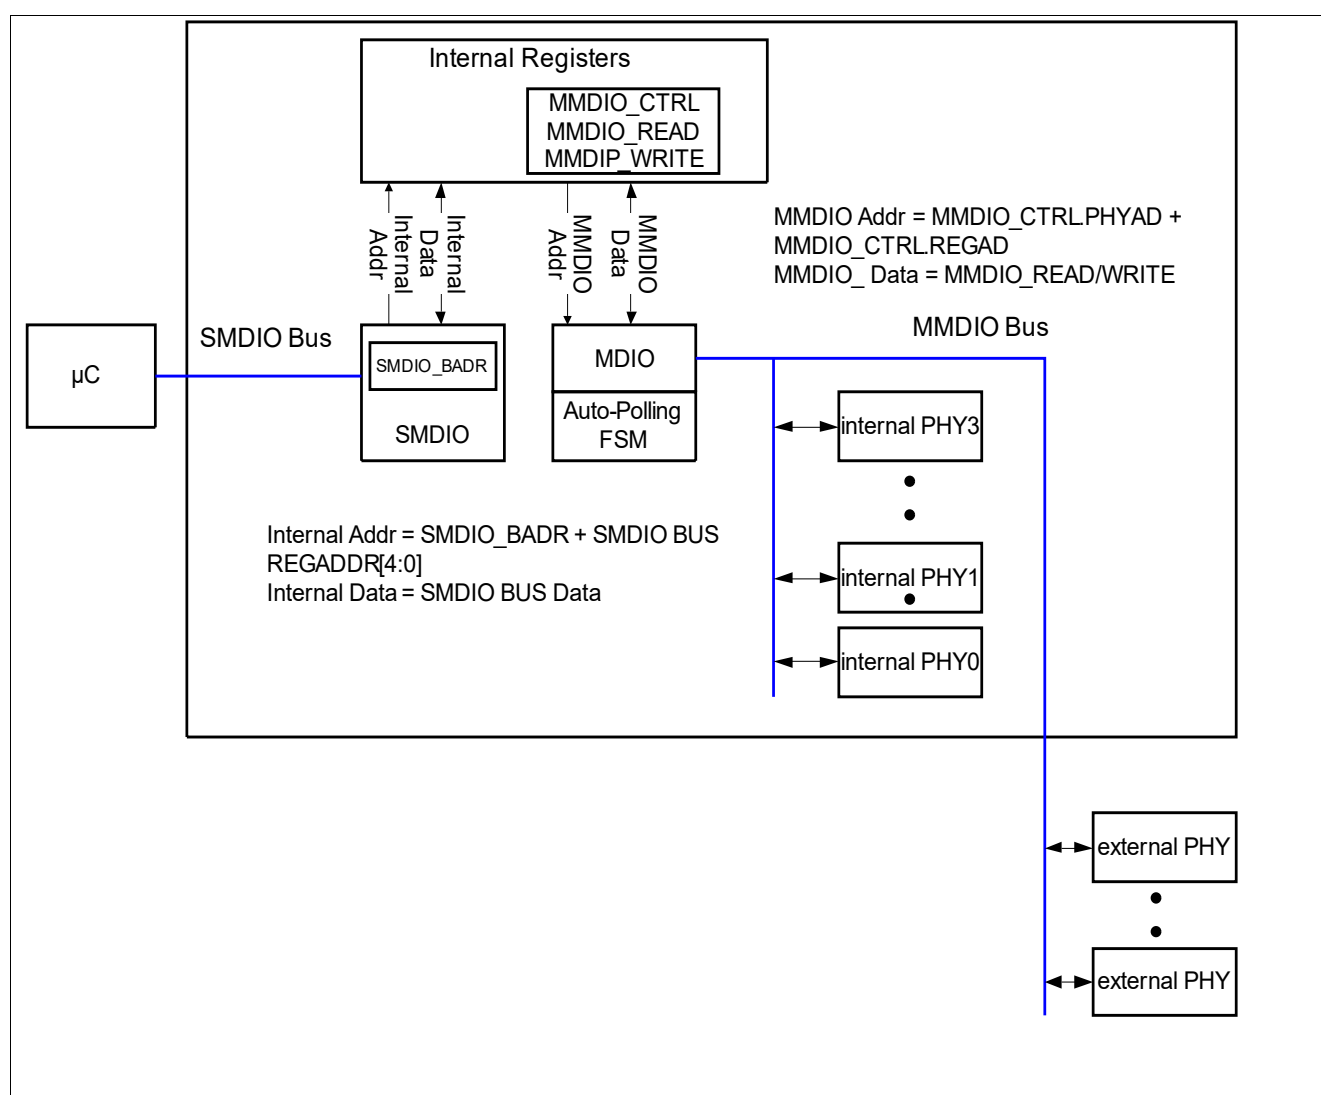 Internal Registers
MMDIO_CTRL
MMDIO_READ
MMDIP_WRITE
Internal
Addr
Internal
Data
MMDIO
Addr
MMDIO
Data
MMDIO Addr = MMDIO_CTRL.PHYAD +
MMDIO_CTRL.REGAD
MMDIO_ Data = MMDIO_READ/WRITE
µC
SMDIO Bus
SMDIO_BADR
SMDIO
MDIO
Auto-Polling
FSM
MMDIO Bus
internal PHY3
internal PHY1
internal PHY0
Internal Addr = SMDIO_BADR + SMDIO BUS
REGADDR[4:0]
Internal Data = SMDIO BUS Data
external PHY
external PHY